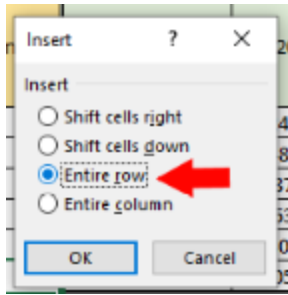 Insert ? X
Insert
Shift cells right
Shift cells down
Entire row
Entire column
OK Cancel